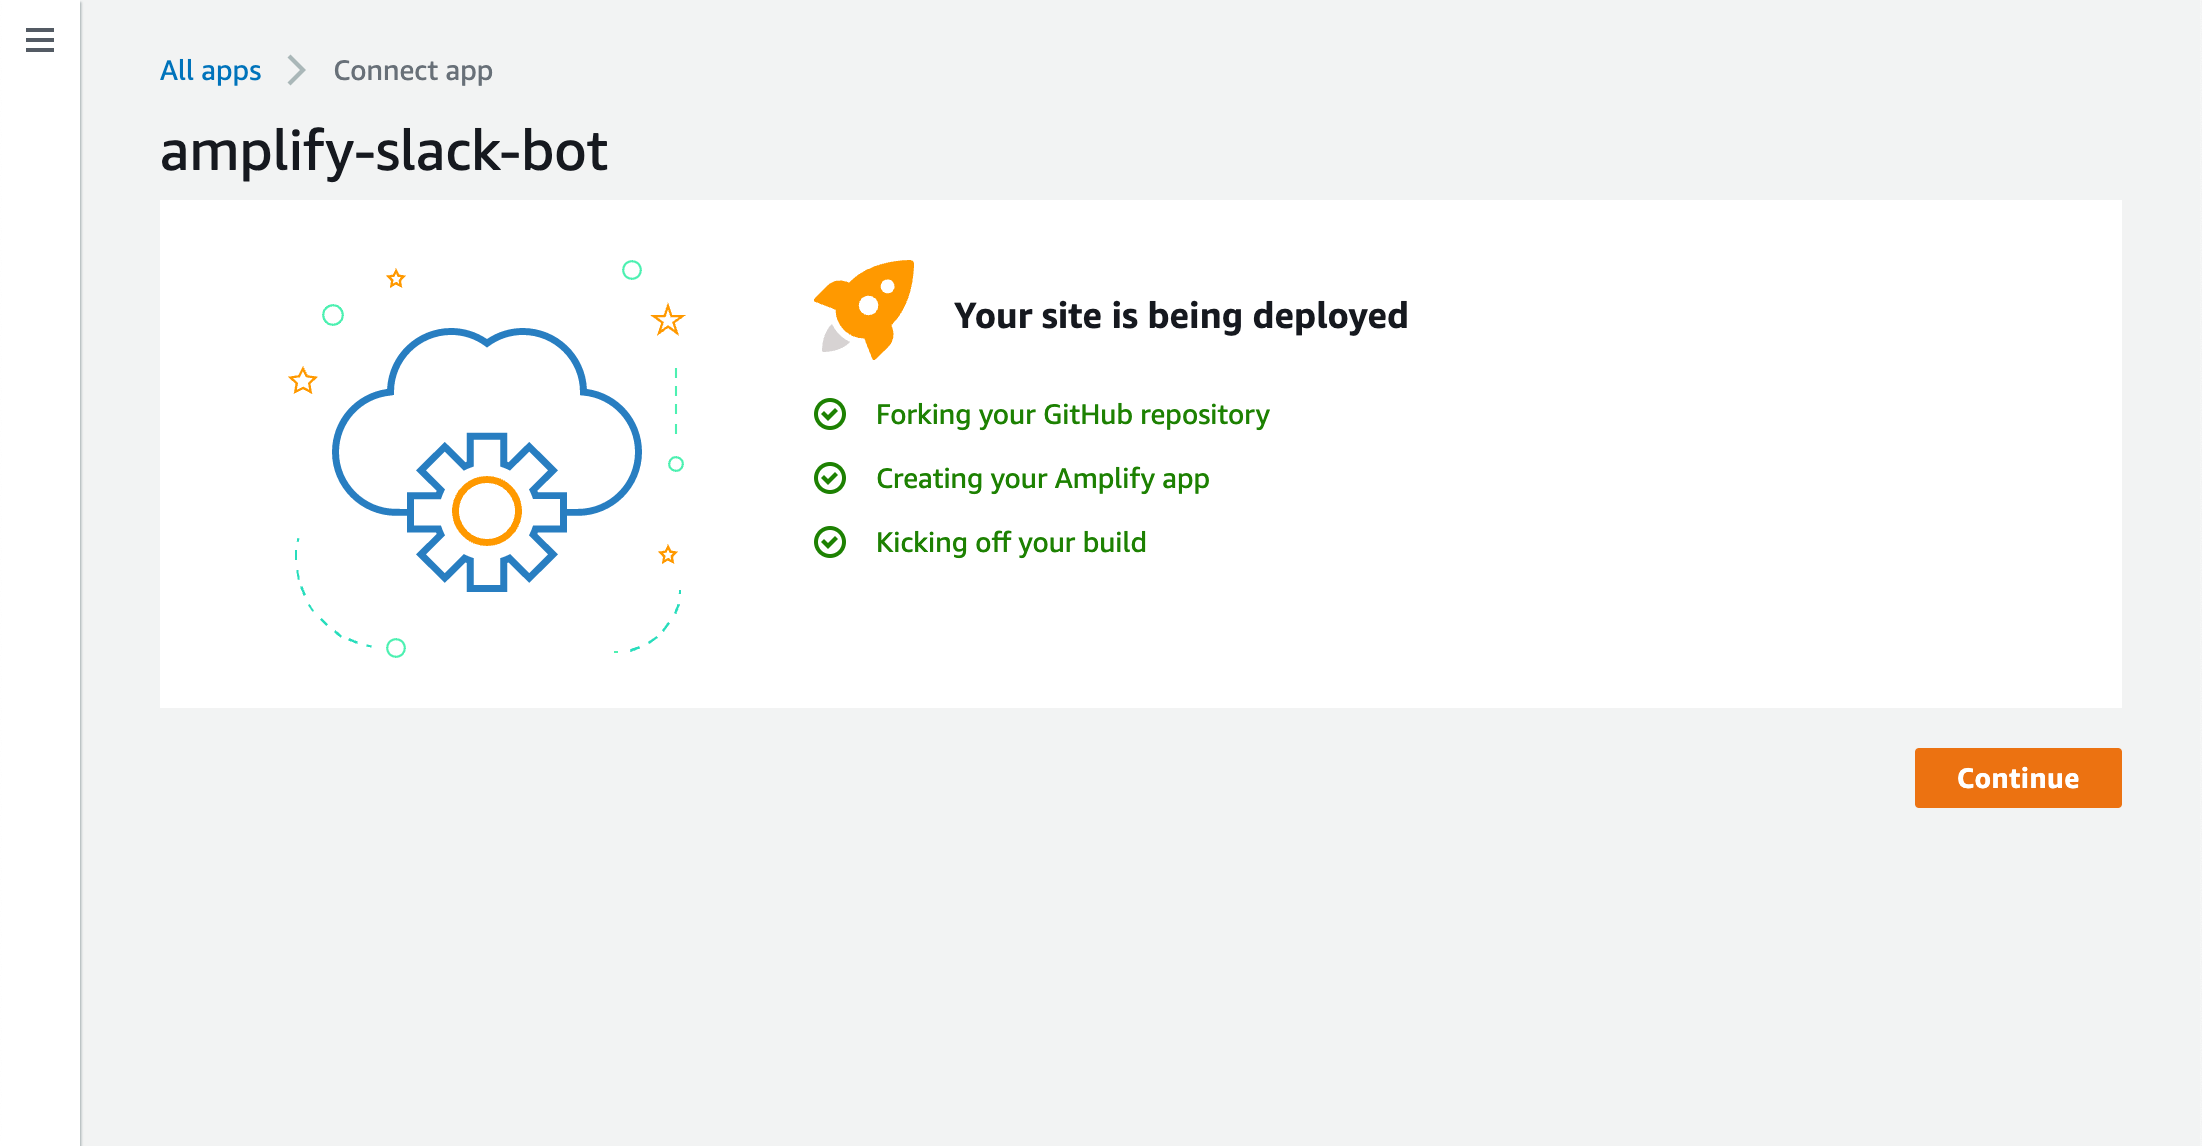 All apps
Connect app
amplify-slack-bot
Your site is being deployed
Forking your GitHub repository
Creating your Amplify app
Kicking off your build
Continue